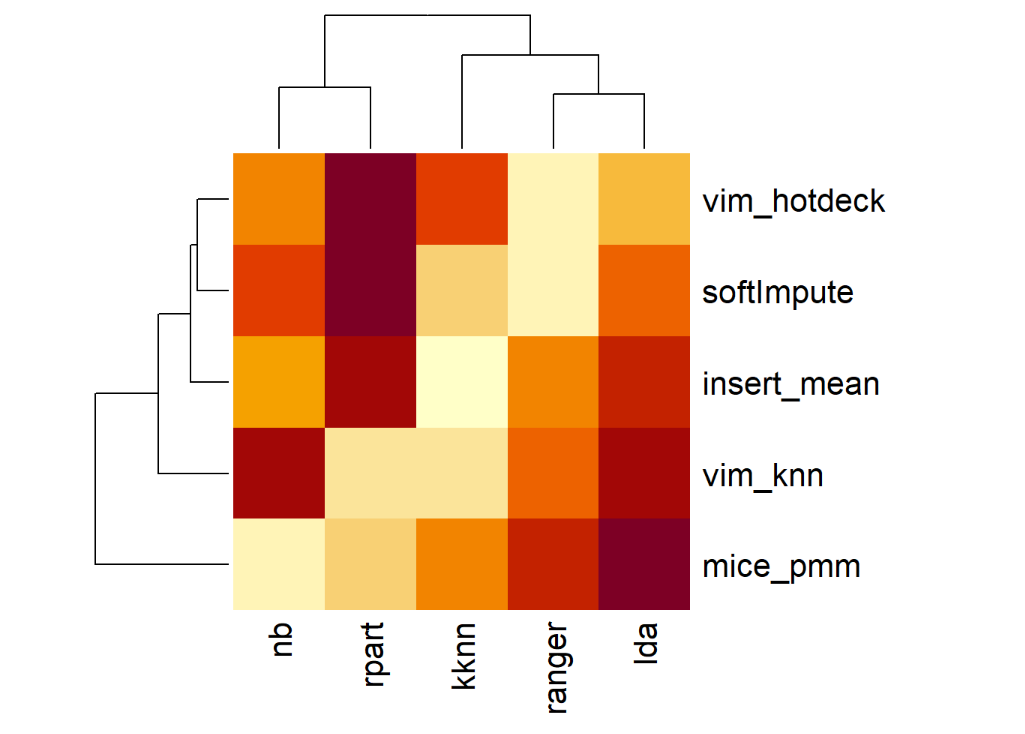 vim_hotdeck
softImpute
insert_mean
vim_knn
mice_pmm
nb
rpart
kknn
ranger
lda